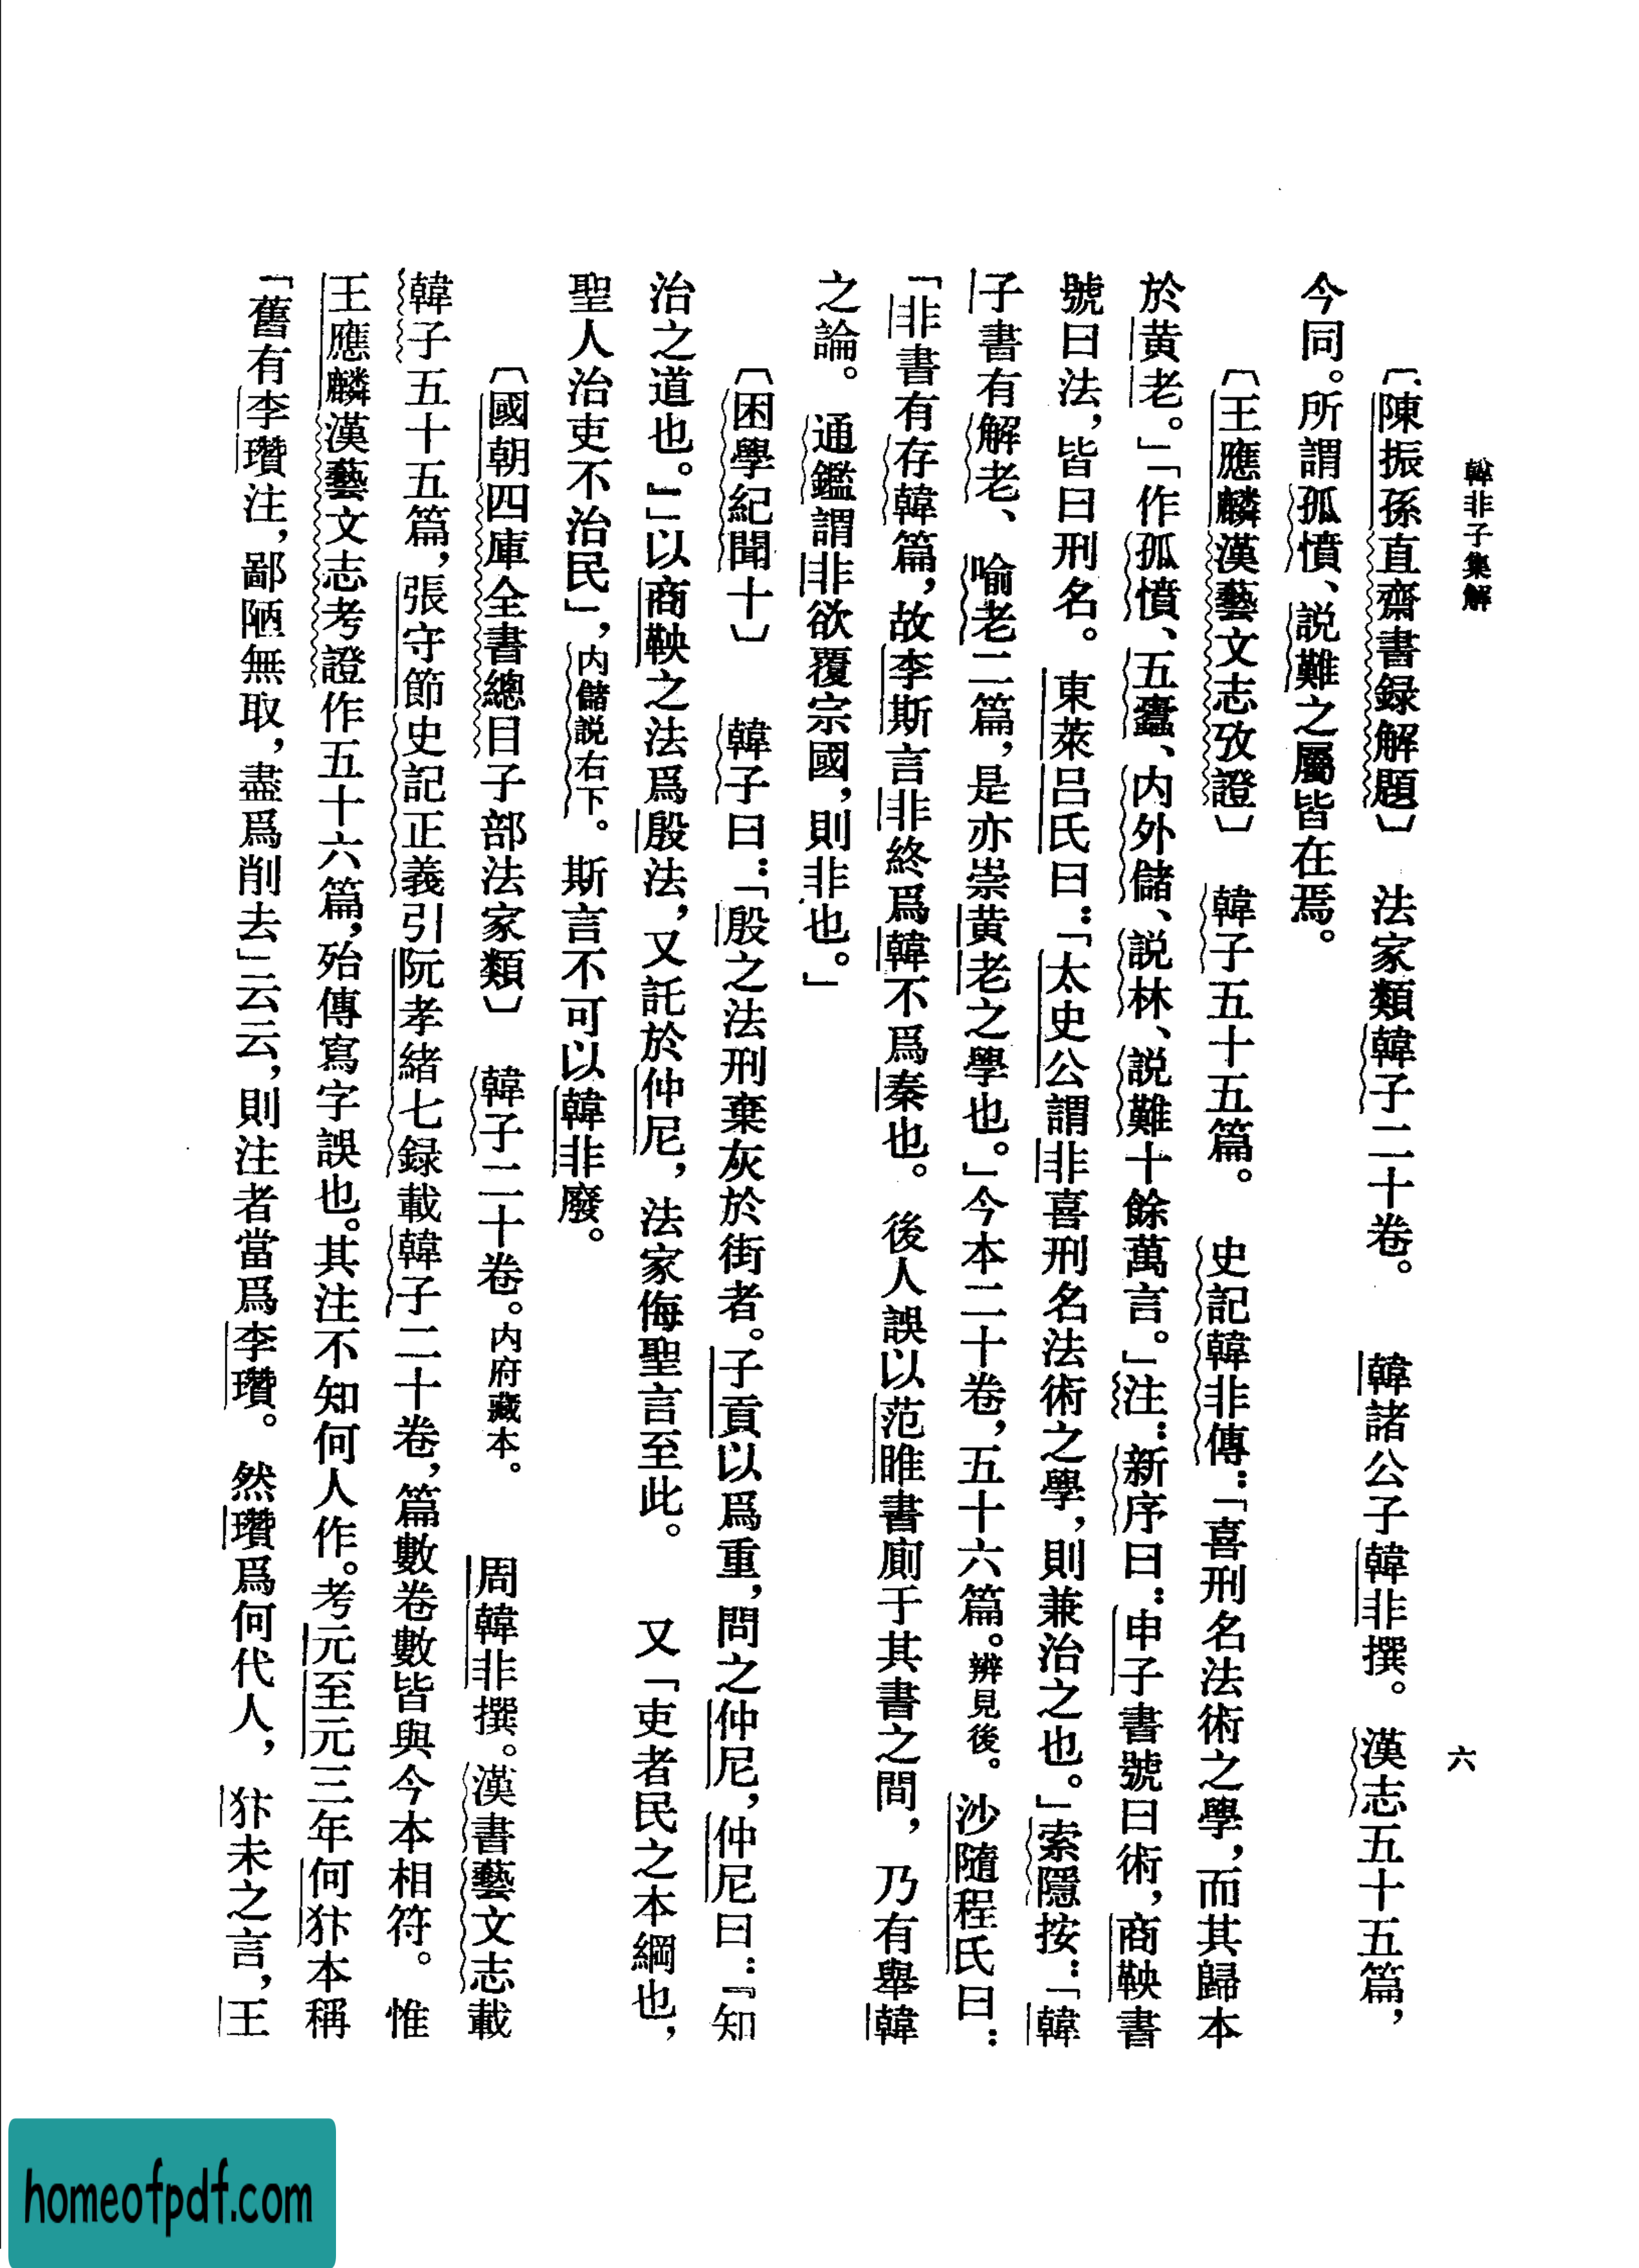 韓非子集解
六
〔陳振孫直齋書録解題〕　法家類韓子二十卷。　韓諸公子韓非撰。漢志五十五篇，
今同。所謂孤憤、説難之屬皆在焉。
〔王應麟漢藝文志攷證〕　韓子五十五篇。　史記韓非傳：「喜刑名法術之學，而其歸本
於黄老。」「作孤憤、五蠹、内外儲、説林、説難十餘萬言。」注：新序曰：申子書號曰術，商鞅書
號曰法，皆曰刑名。東萊吕氏曰：「太史公謂非喜刑名法術之學，則兼治之也。」索隱按：「韓
子書有解老、喻老二篇，是亦崇黄老之學也。」今本二十卷，五十六篇。辨見後。沙隨程氏曰：
「非書有存韓篇，故李斯言非終爲韓不爲秦也。後人誤以范睢書厠于其書之間，乃有舉韓
之論。通鑑謂非欲覆宗國，則非也。」
〔困學紀聞十〕　韓子曰：「殷之法刑棄灰於街者。子貢以爲重，問之仲尼，仲尼曰：『知
治之道也。』」以商鞅之法爲殷法，又託於仲尼，法家侮聖言至此。　又「吏者民之本綱也，
聖人治吏不治民」，内儲説右下。斯言不可以韓非廢。
〔國朝四庫全書總目子部法家類〕　韓子二十卷。内府藏本。　周韓非撰。漢書藝文志載
韓子五十五篇，張守節史記正義引阮孝緒七録載韓子二十卷，篇數卷數皆與今本相符。惟
王應麟漢藝文志考證作五十六篇，殆傳寫字誤也。其注不知何人作。考元至元三年何犿本稱
「舊有李瓚注，鄙陋無取，盡爲削去」云云，則注者當爲李瓚。然瓚爲何代人，犿未之言，王
homeofpdf.com